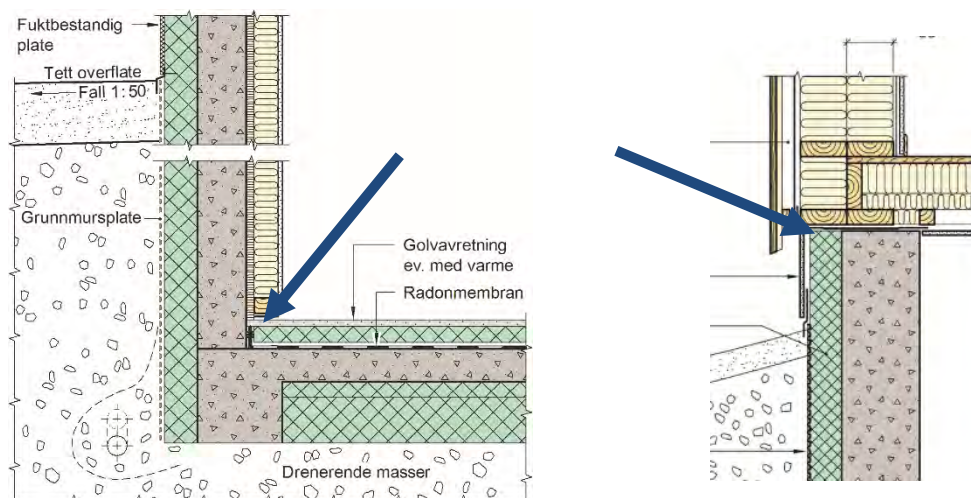 Fuktbestandig
plate
Tett overflate
Fall 1:50
Grunnmursplate
Golvavretning
ev. med varme
Radonmembran
Drenerende masser